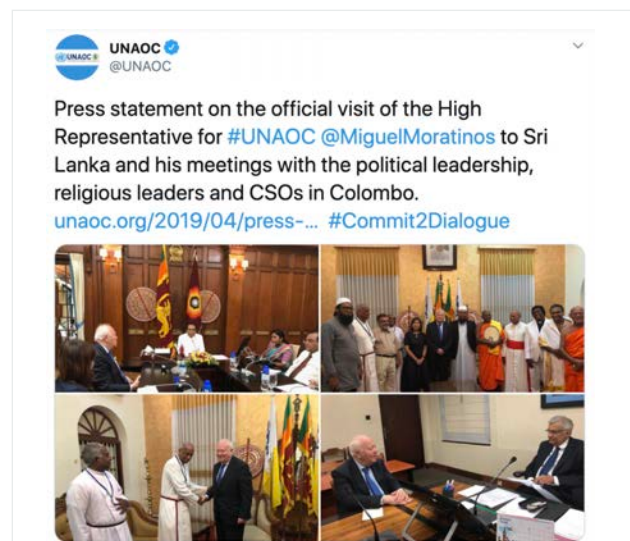 UNAOC
@UNAOC
UNAOC
Press statement on the official visit of the High
Representative for #UNAOC @MiguelMoratinos to Sri
Lanka and his meetings with the political leadership,
religious leaders and CSOs in Colombo.
unaoc.org/2019/04/press-... #Commit2Dialogue